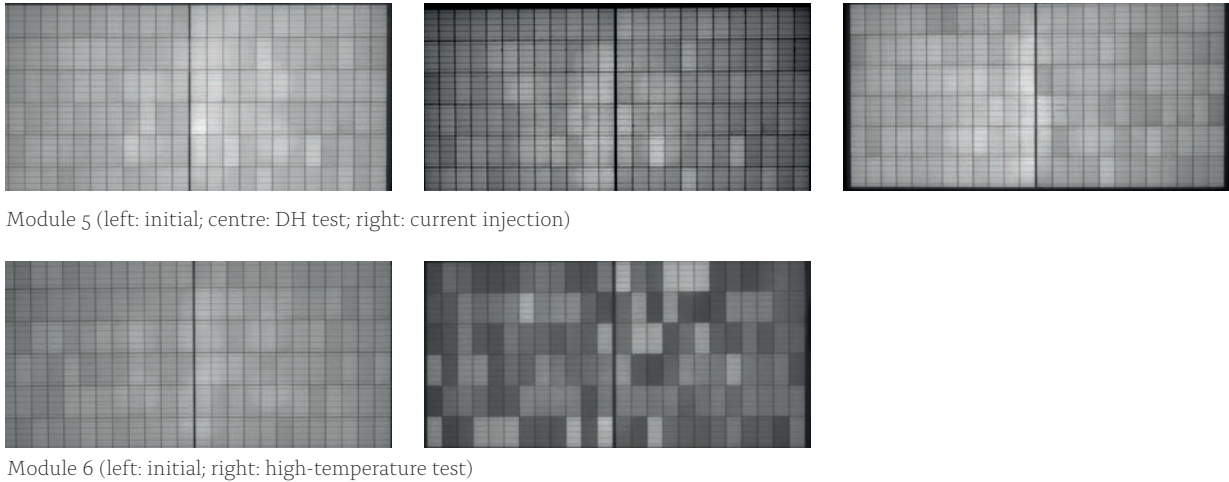 Module 5 (left: initial; centre: DH test; right: current injection)
Module 6 (left: initial; right: high-temperature test)